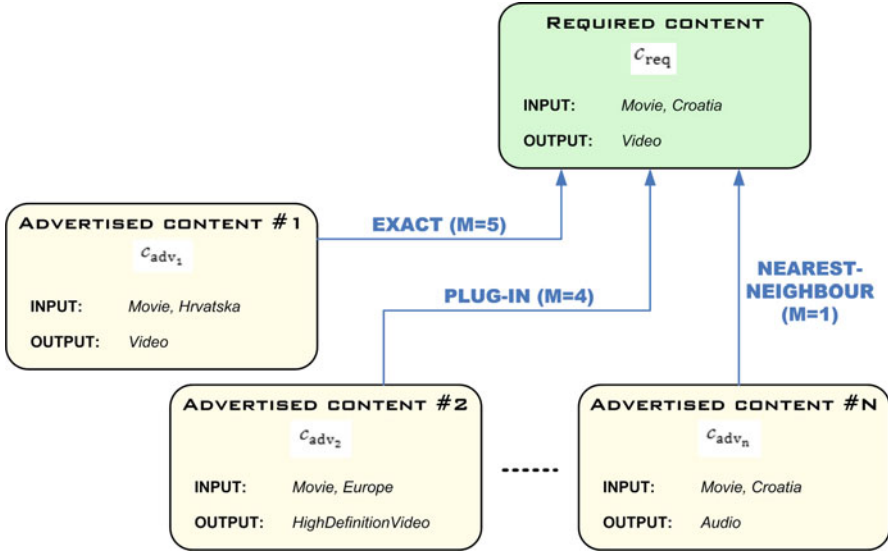 REQUIRED CONTENT
c_req
INPUT: Movie, Croatia
OUTPUT: Video
ADVERTISED CONTENT #1
c_adv₁
INPUT: Movie, Hrvatska
OUTPUT: Video
EXACT (M=5)
PLUG-IN (M=4)
NEAREST-
NEIGHBOUR
(M=1)
ADVERTISED CONTENT #2
c_adv₂
INPUT: Movie, Europe
OUTPUT: HighDefinitionVideo
ADVERTISED CONTENT #N
c_advₙ
INPUT: Movie, Croatia
OUTPUT: Audio